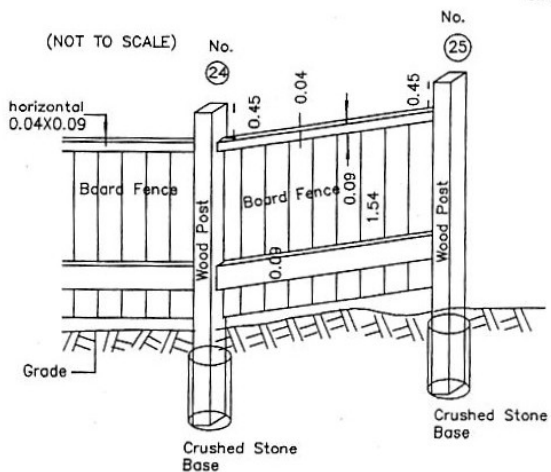 (NOT TO SCALE)
No.
24
No.
25
horizontal
0.04X0.09
0.45
0.04
0.45
Board Fence
Wood Post
Board Fence
0.09
1.54
0.09
Wood Post
Grade
Crushed Stone
Base
Crushed Stone
Base